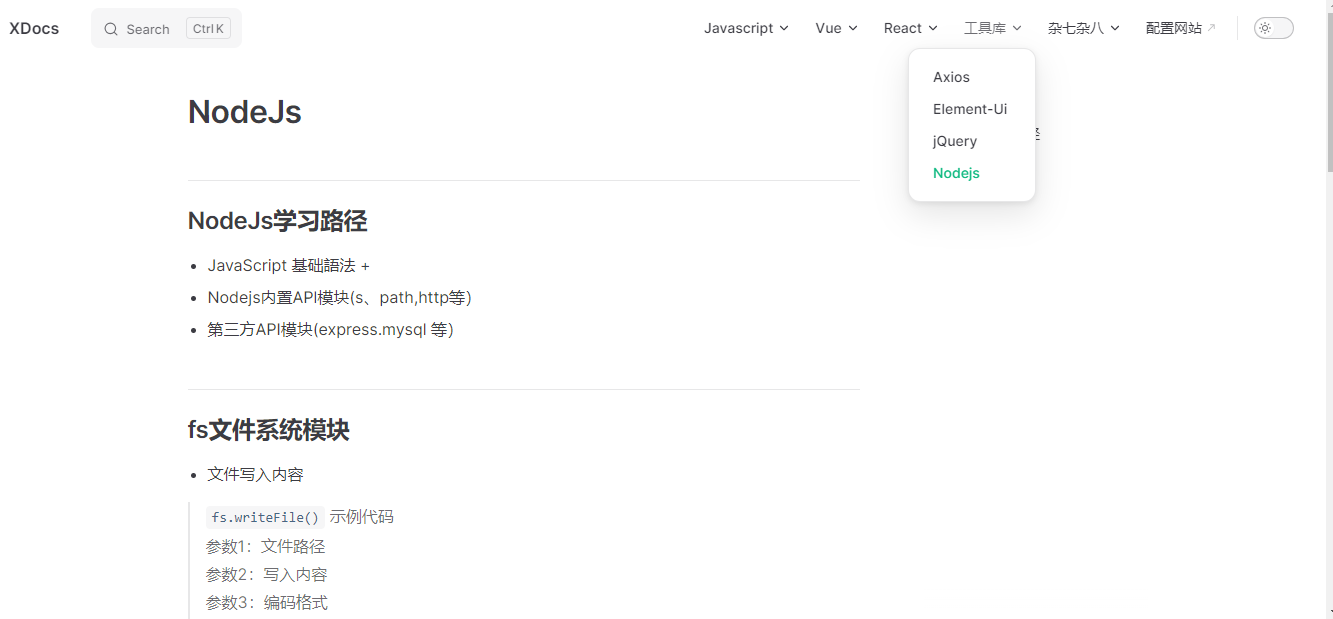 XDocs Search Ctrl K Javascript Vue React 工具库 杂七杂八 配置网站
Axios
Element-Ui
jQuery
Nodejs
NodeJs
NodeJs学习路径
JavaScript 基础語法 +
Nodejs内置API模块(s、path,http等)
第三方API模块(express.mysql 等)
fs文件系统模块
文件写入内容
fs.writeFile() 示例代码
参数1：文件路径
参数2：写入内容
参数3：编码格式